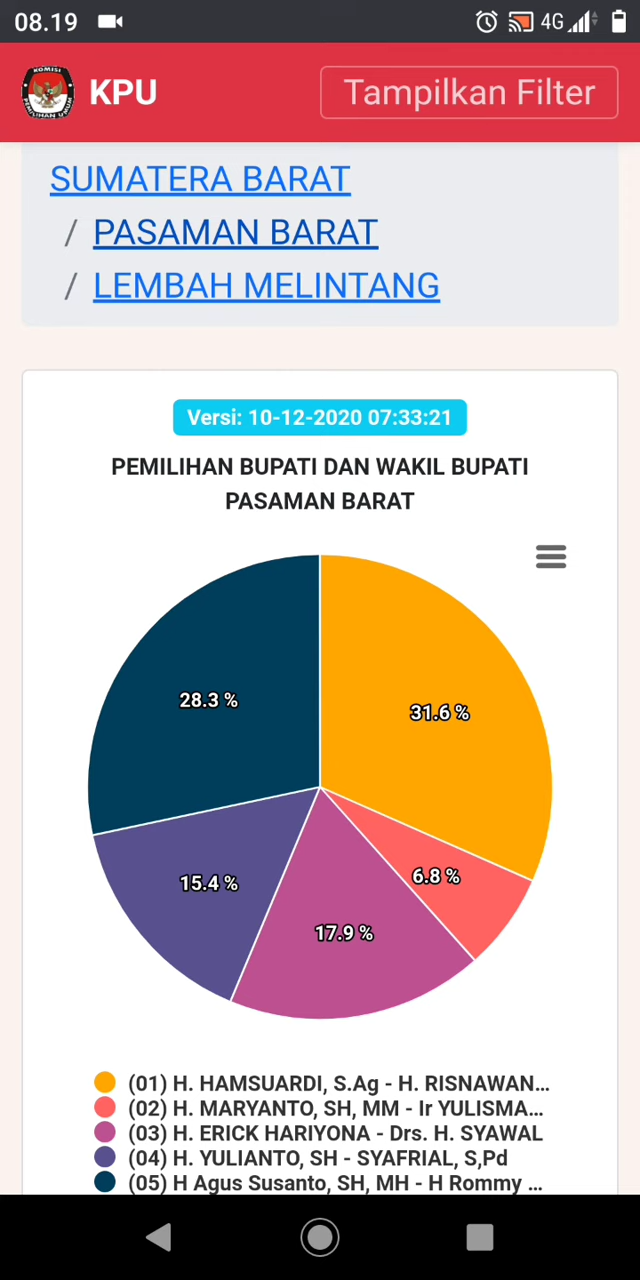 08.19
4G
KOMISI
PEMILIHAN UMUM
KPU
Tampilkan Filter
SUMATERA BARAT
/ PASAMAN BARAT
/ LEMBAH MELINTANG
Versi: 10-12-2020 07:33:21
PEMILIHAN BUPATI DAN WAKIL BUPATI
PASAMAN BARAT
28.3 %
31.6 %
6.8 %
15.4 %
17.9 %
(01) H. HAMSUARDI, S.Ag - H. RISNAWAN...
(02) H. MARYANTO, SH, MM - Ir YULISMA...
(03) H. ERICK HARIYONA - Drs. H. SYAWAL
(04) H. YULIANTO, SH - SYAFRIAL, S,Pd
(05) H Agus Susanto, SH, MH - H Rommy ...